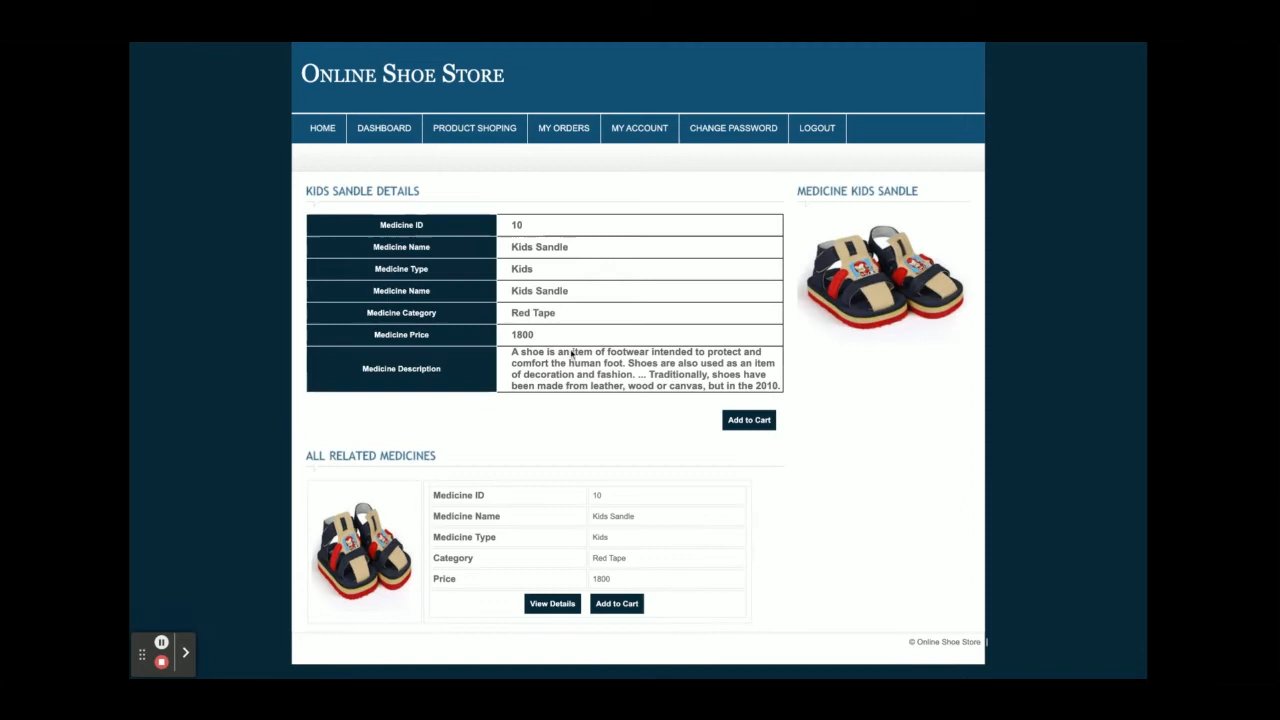 ONLINE SHOE STORE
HOME DASHBOARD PRODUCT SHOPING MY ORDERS MY ACCOUNT CHANGE PASSWORD LOGOUT
KIDS SANDLE DETAILS
Medicine ID 10
Medicine Name Kids Sandle
Medicine Type Kids
Medicine Name Kids Sandle
Medicine Category Red Tape
Medicine Price 1800
Medicine Description
A shoe is an item of footwear intended to protect and
comfort the human foot. Shoes are also used as an item
of decoration and fashion. ... Traditionally, shoes have
been made from leather, wood or canvas, but in the 2010.
Add to Cart
MEDICINE KIDS SANDLE
ALL RELATED MEDICINES
Medicine ID 10
Medicine Name Kids Sandle
Medicine Type Kids
Category Red Tape
Price 1800
View Details Add to Cart
© Online Shoe Store |